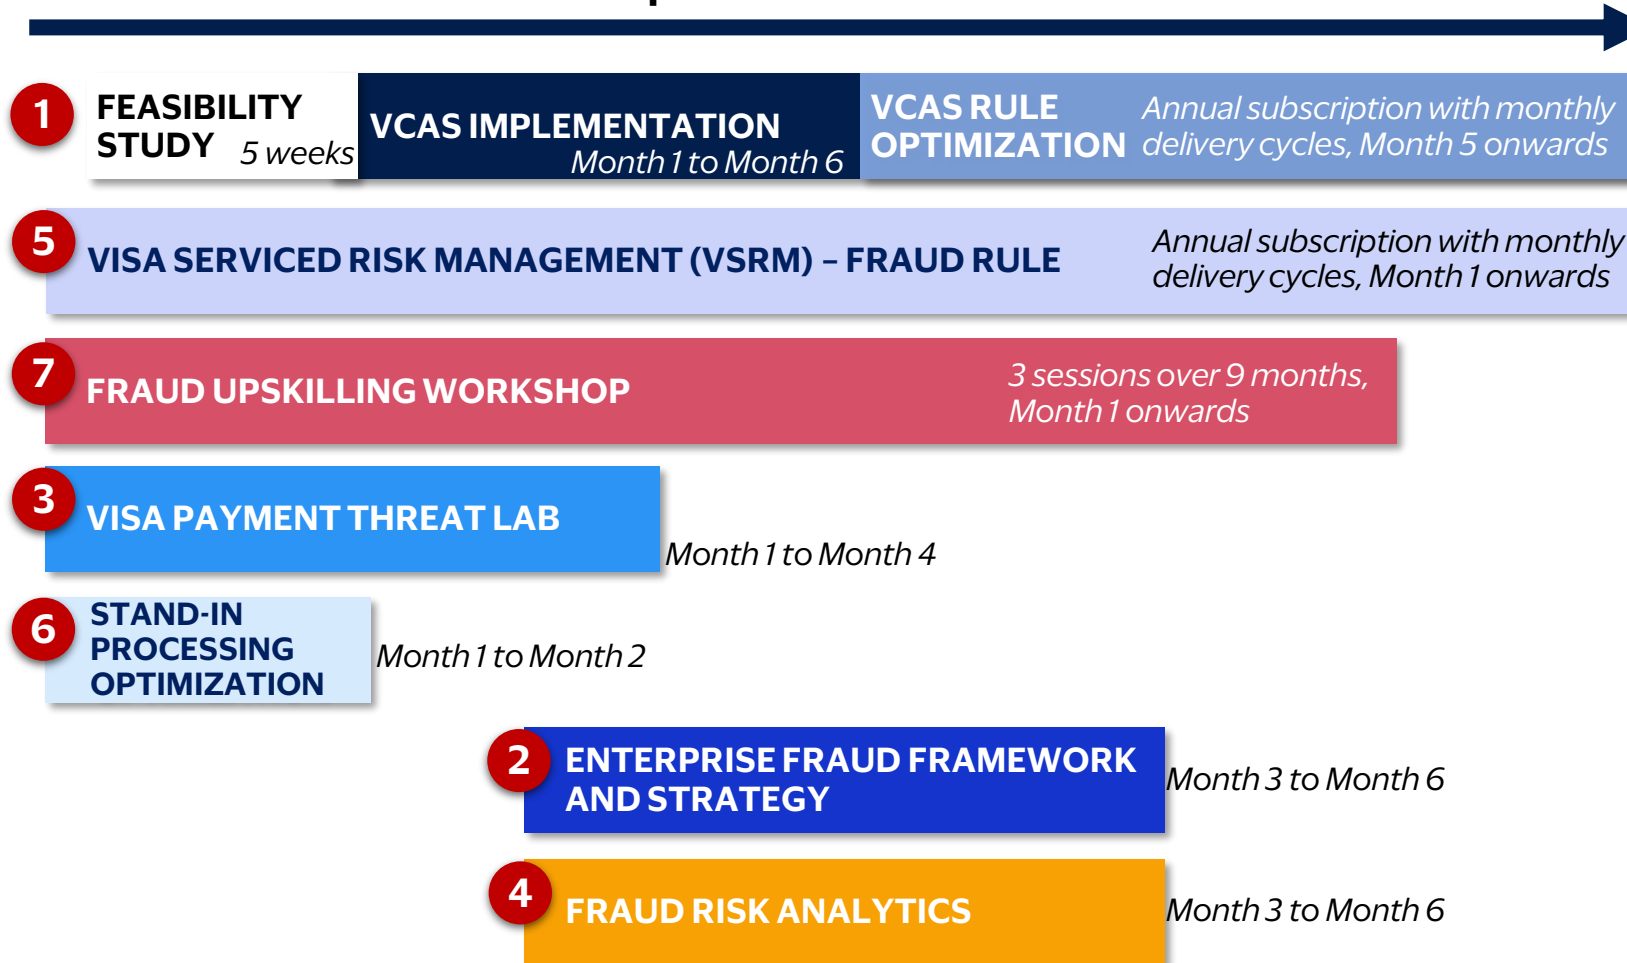 1
FEASIBILITY
STUDY 5 weeks
VCAS IMPLEMENTATION
Month 1 to Month 6
VCAS RULE
OPTIMIZATION
Annual subscription with monthly
delivery cycles, Month 5 onwards
5
VISA SERVICED RISK MANAGEMENT (VSRM) – FRAUD RULE
Annual subscription with monthly
delivery cycles, Month 1 onwards
7
FRAUD UPSKILLING WORKSHOP
3 sessions over 9 months,
Month 1 onwards
3
VISA PAYMENT THREAT LAB
Month 1 to Month 4
6
STAND-IN
PROCESSING
OPTIMIZATION
Month 1 to Month 2
2
ENTERPRISE FRAUD FRAMEWORK
AND STRATEGY
Month 3 to Month 6
4
FRAUD RISK ANALYTICS
Month 3 to Month 6